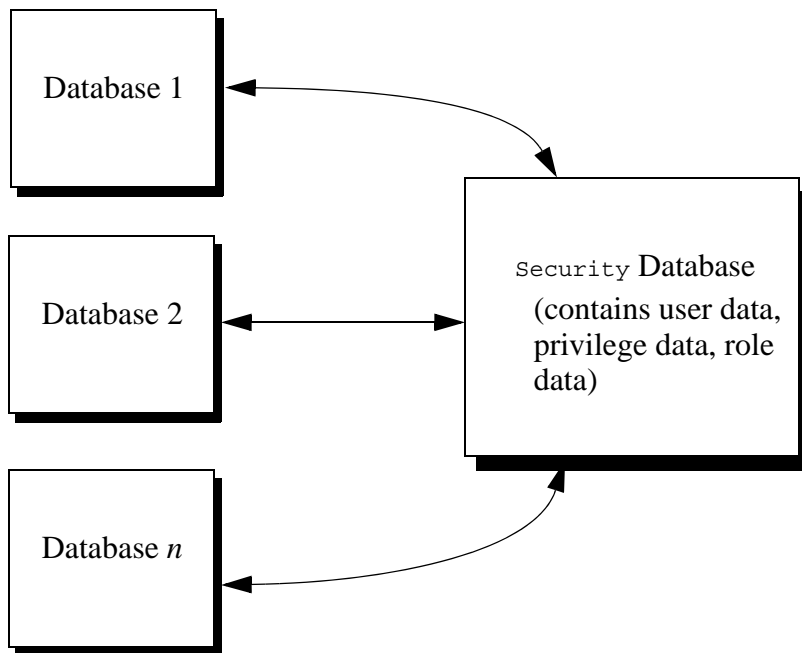 Database 1
Database 2
Database n
Security Database
(contains user data,
privilege data, role
data)